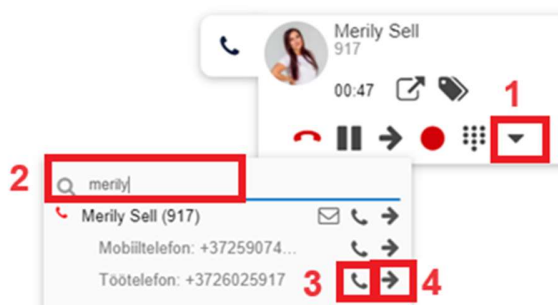 Merily Sell
917
00:47
1
2
merily
Merily Sell (917)
Mobiiltelefon: +37259074...
Töötelefon: +3726025917
3
4